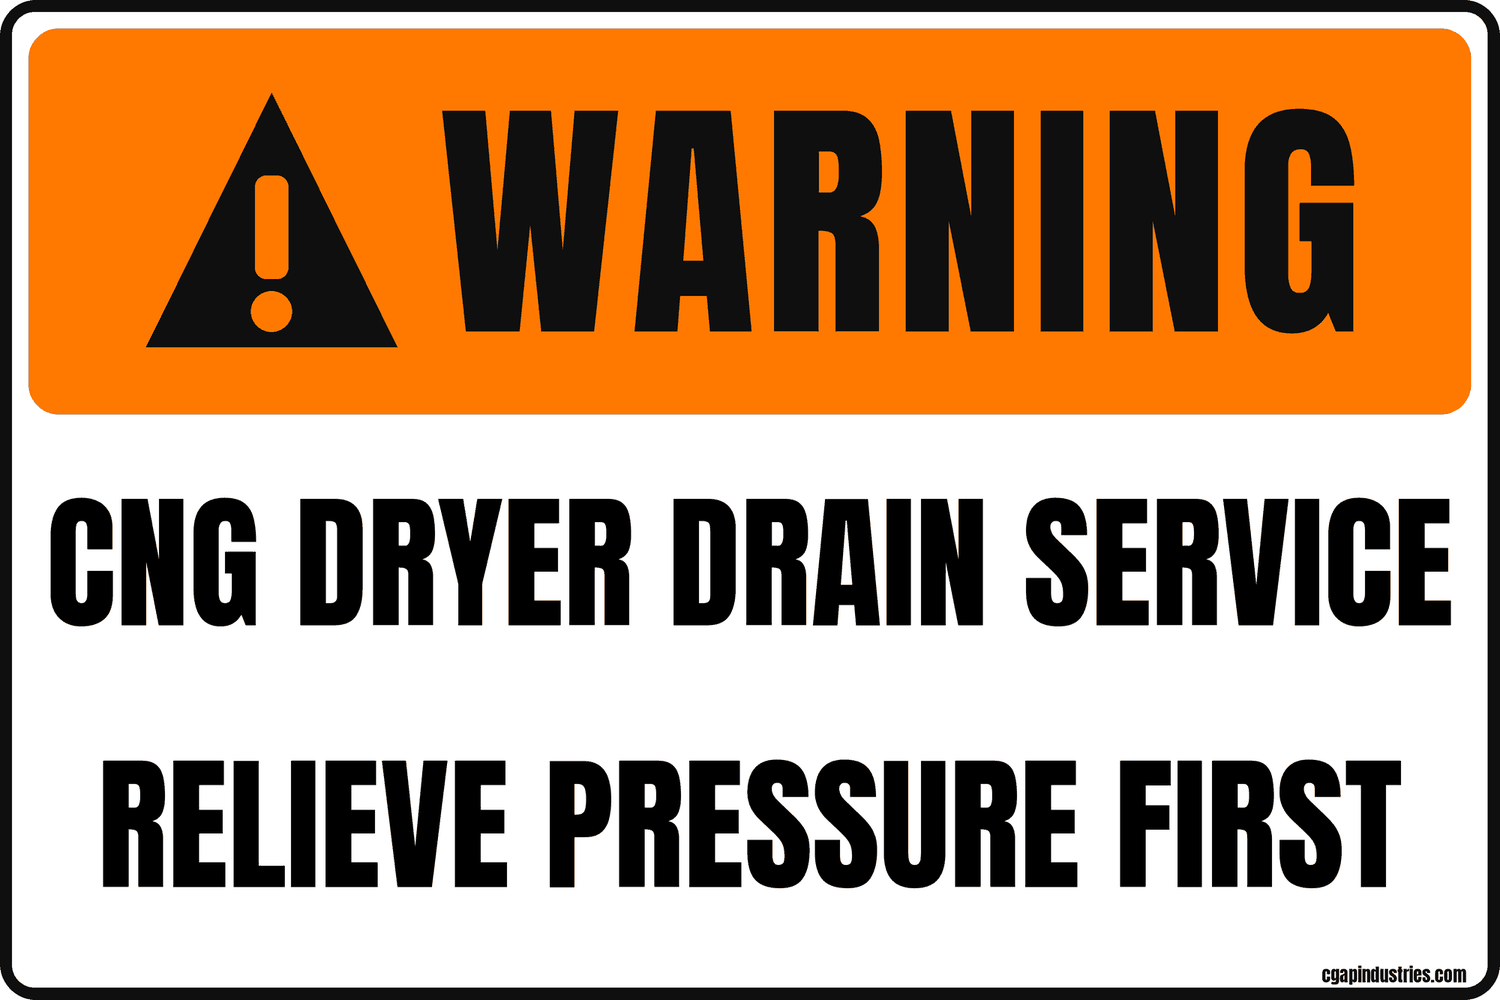 WARNING
CNG DRYER DRAIN SERVICE
RELIEVE PRESSURE FIRST
cgapindustries.com